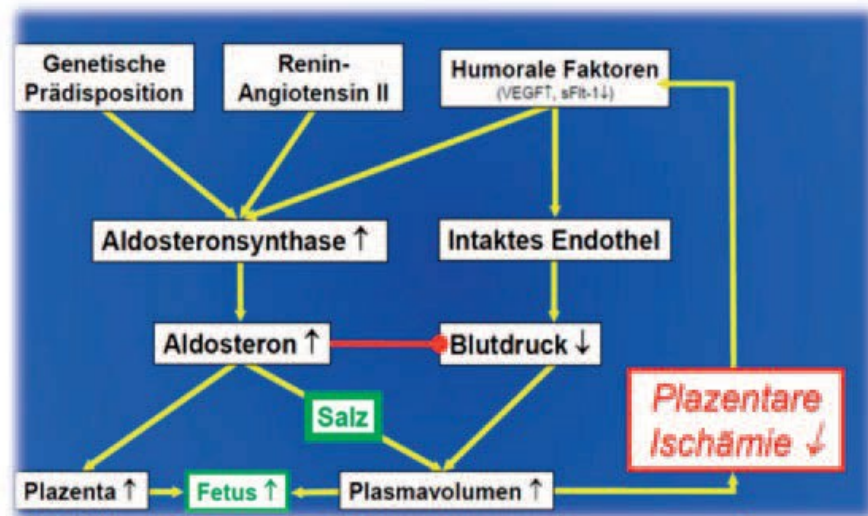 Genetische
Prädisposition
Renin-
Angiotensin II
Humorale Faktoren
(VEGF↑, sFlt-1↓)
Aldosteronsynthase ↑
Intaktes Endothel
Aldosteron ↑
Blutdruck ↓
Salz
Plazentare
Ischämie ↓
Plazenta ↑
Fetus ↑
Plasmavolumen ↑